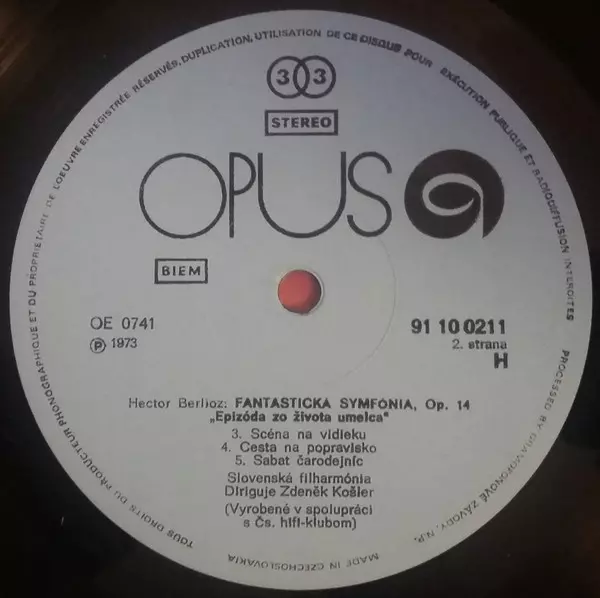 TOUS DROITS DU PRODUCTEUR PHONOGRAPHIQUE ET DU PROPRIETAIRE DE L'OEUVRE ENREGISTRÉE RÉSERVÉS, DUPLICATION, UTILISATION DE CE DISQUE POUR EXÉCUTION PUBLIQUE ET RADIODIFFUSION INTERDITES
33
STEREO
OPUS
BIEM
OE 0741
℗ 1973
91 10 0211
2. strana
H
Hector Berlioz: FANTASTICKÁ SYMFÓNIA, Op. 14
„Epizóda zo života umelca“
3. Scéna na vidieku
4. Cesta na popravisko
5. Sabat čarodejníc
Slovenská filharmónia
Diriguje Zdeněk Košler
(Vyrobené v spolupráci
s Čs. hifi-klubom)
PROCESSED BY GRAMOFONOVÉ ZÁVODY, N.P.
MADE IN CZECHOSLOVAKIA